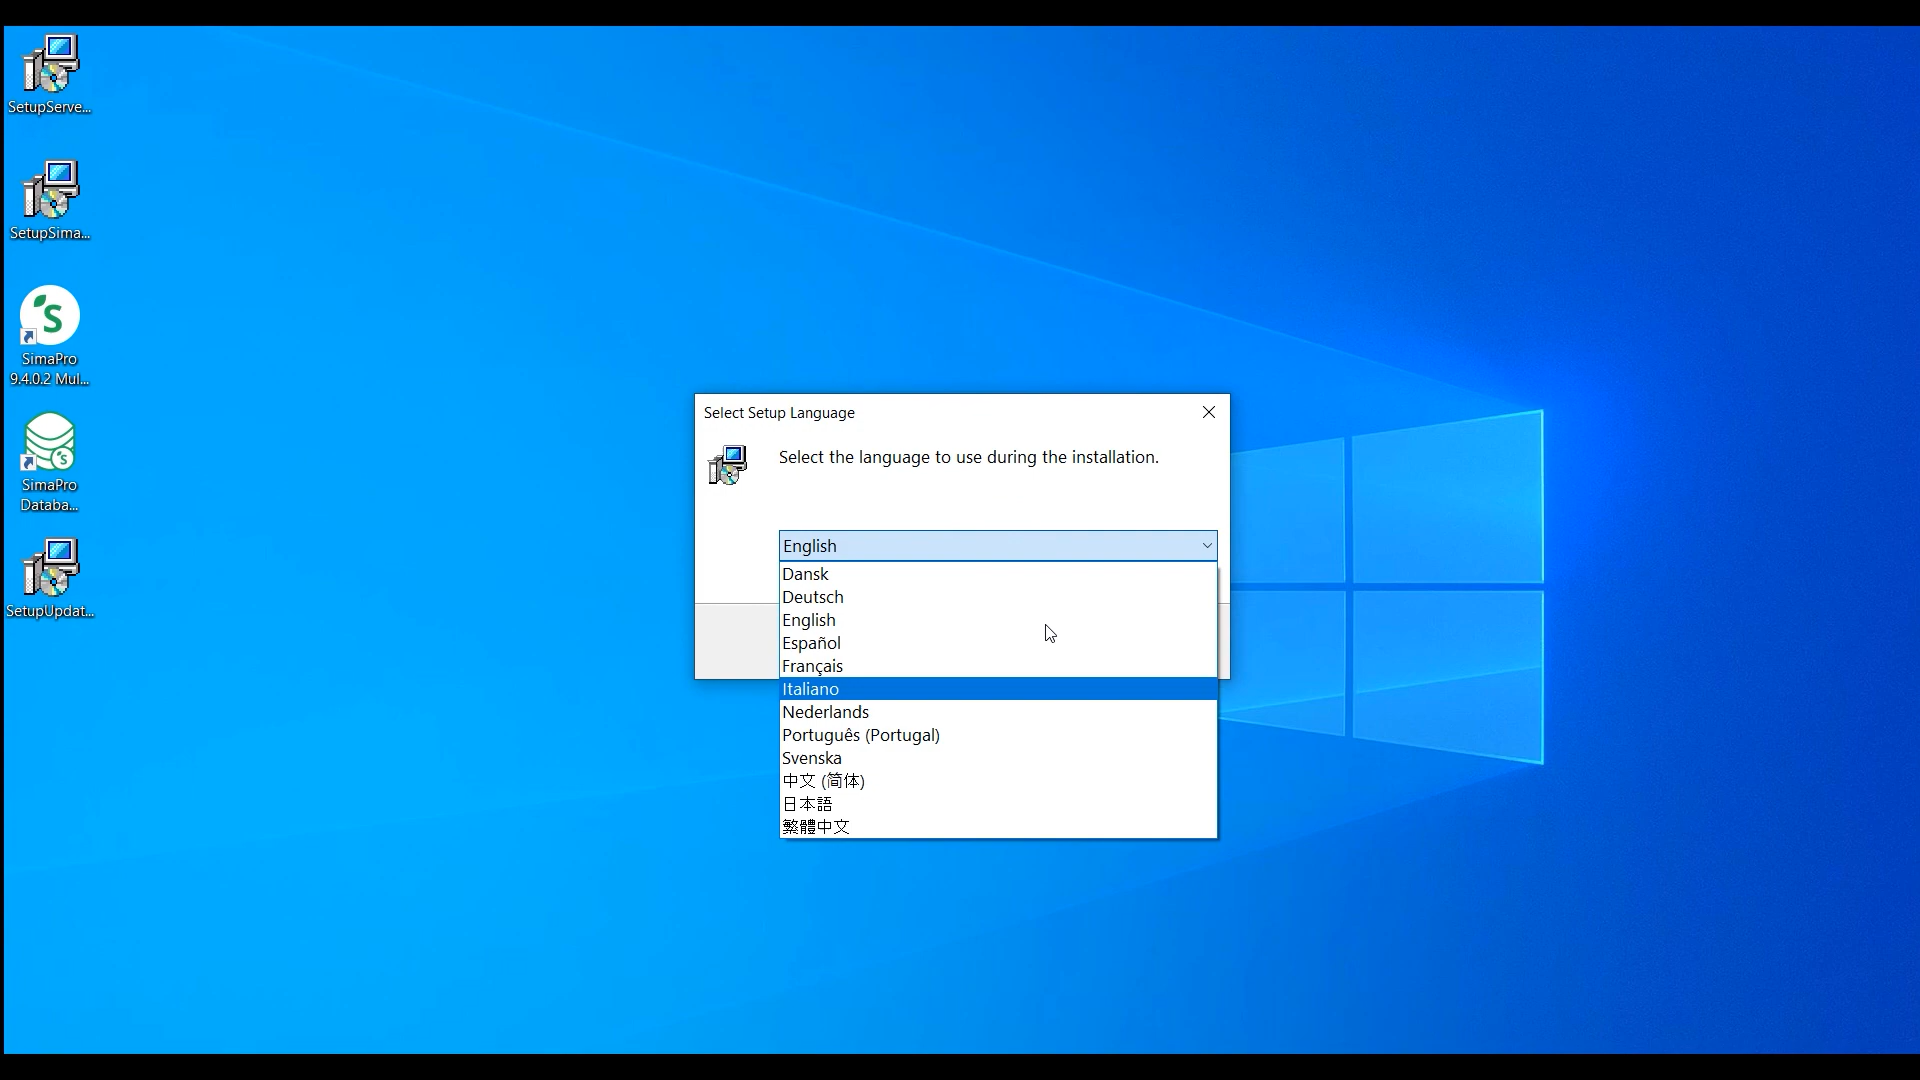 SetupServe...
SetupSima...
SimaPro
9.4.0.2 Mul...
SimaPro
Databa...
SetupUpdat...
Select Setup Language
Select the language to use during the installation.
English
Dansk
Deutsch
English
Español
Français
Italiano
Nederlands
Português (Portugal)
Svenska
中文 (简体)
日本語
繁體中文